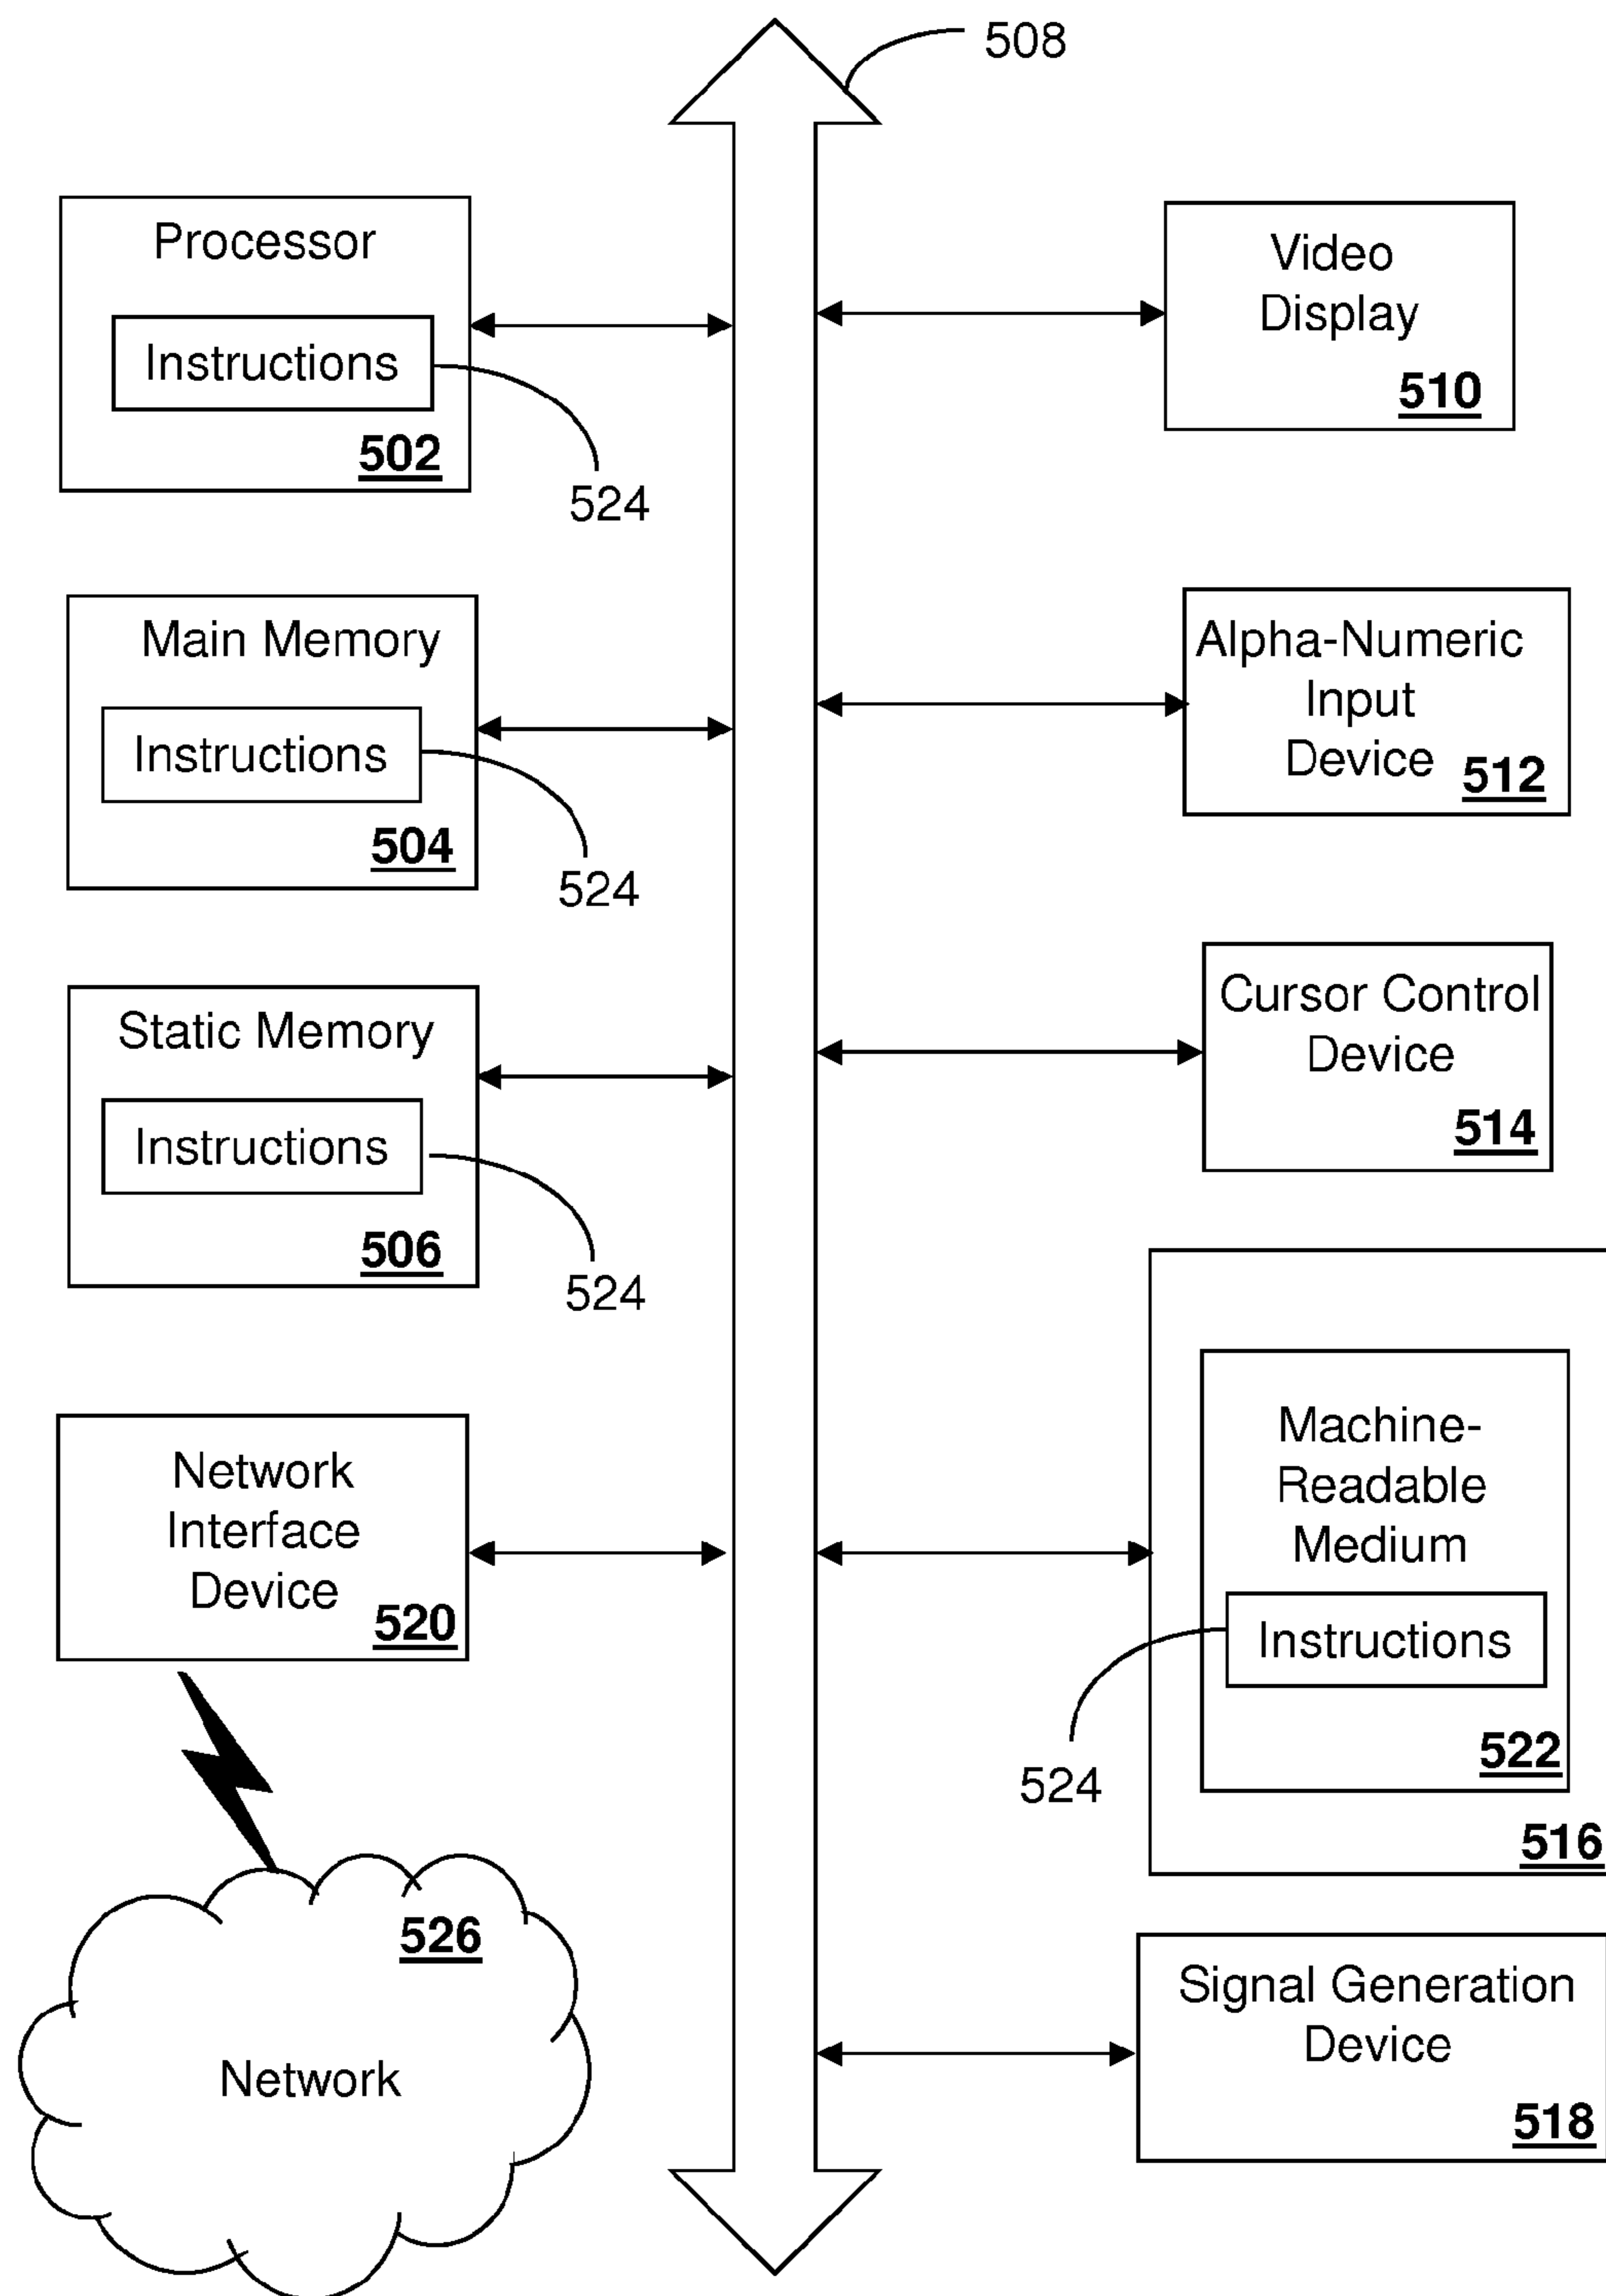 508
Processor
Instructions
502
524
Main Memory
Instructions
504
524
Static Memory
Instructions
506
524
Network
Interface
Device
520
526
Network
Video
Display
510
Alpha-Numeric
Input
Device
512
Cursor Control
Device
514
Machine-
Readable
Medium
Instructions
524
522
516
Signal Generation
Device
518